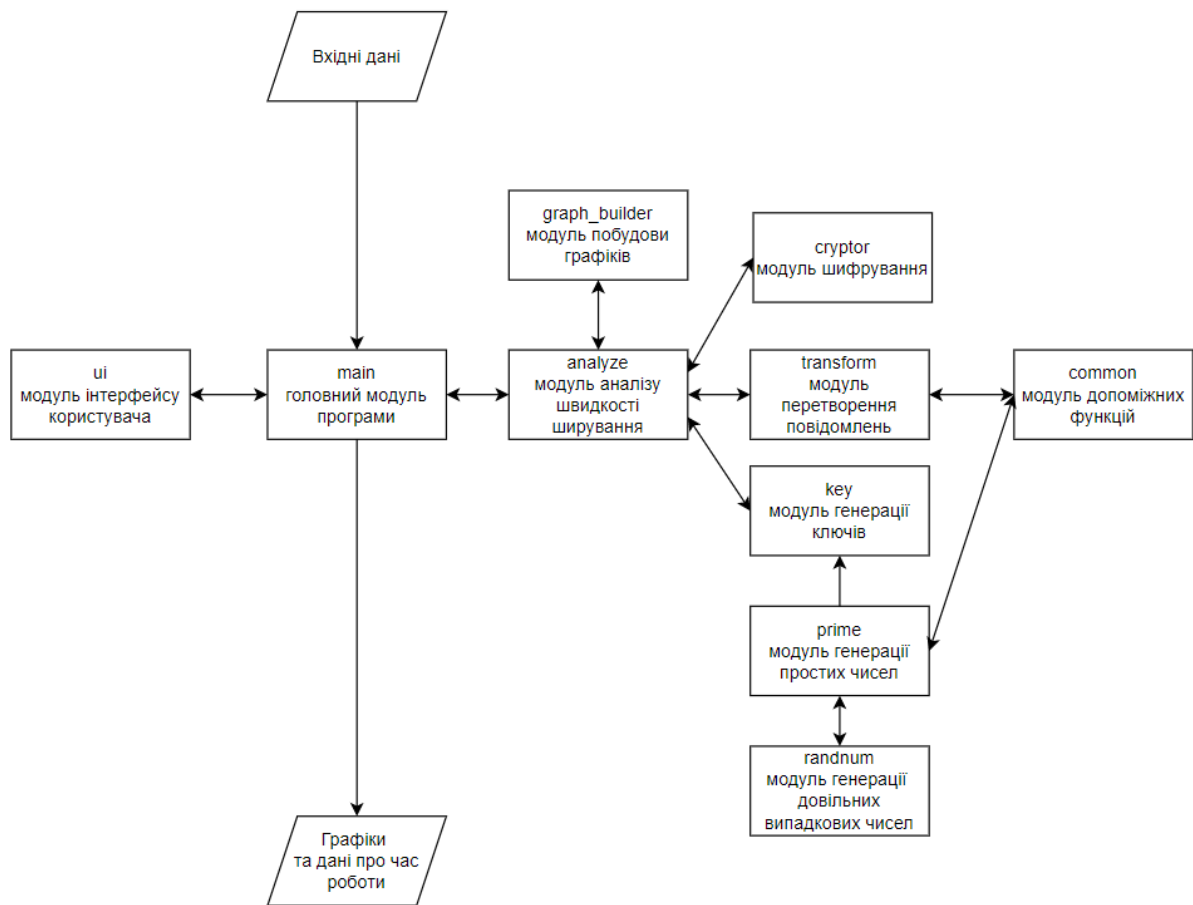 Вхідні дані
graph_builder
модуль побудови
графіків
cryptor
модуль шифрування
ui
модуль інтерфейсу
користувача
main
головний модуль
програми
analyze
модуль аналізу
швидкості
ширування
transform
модуль
перетворення
повідомлень
common
модуль допоміжних
функцій
key
модуль генерації
ключів
prime
модуль генерації
простих чисел
randnum
модуль генерації
довільних
випадкових чисел
Графіки
та дані про час
роботи